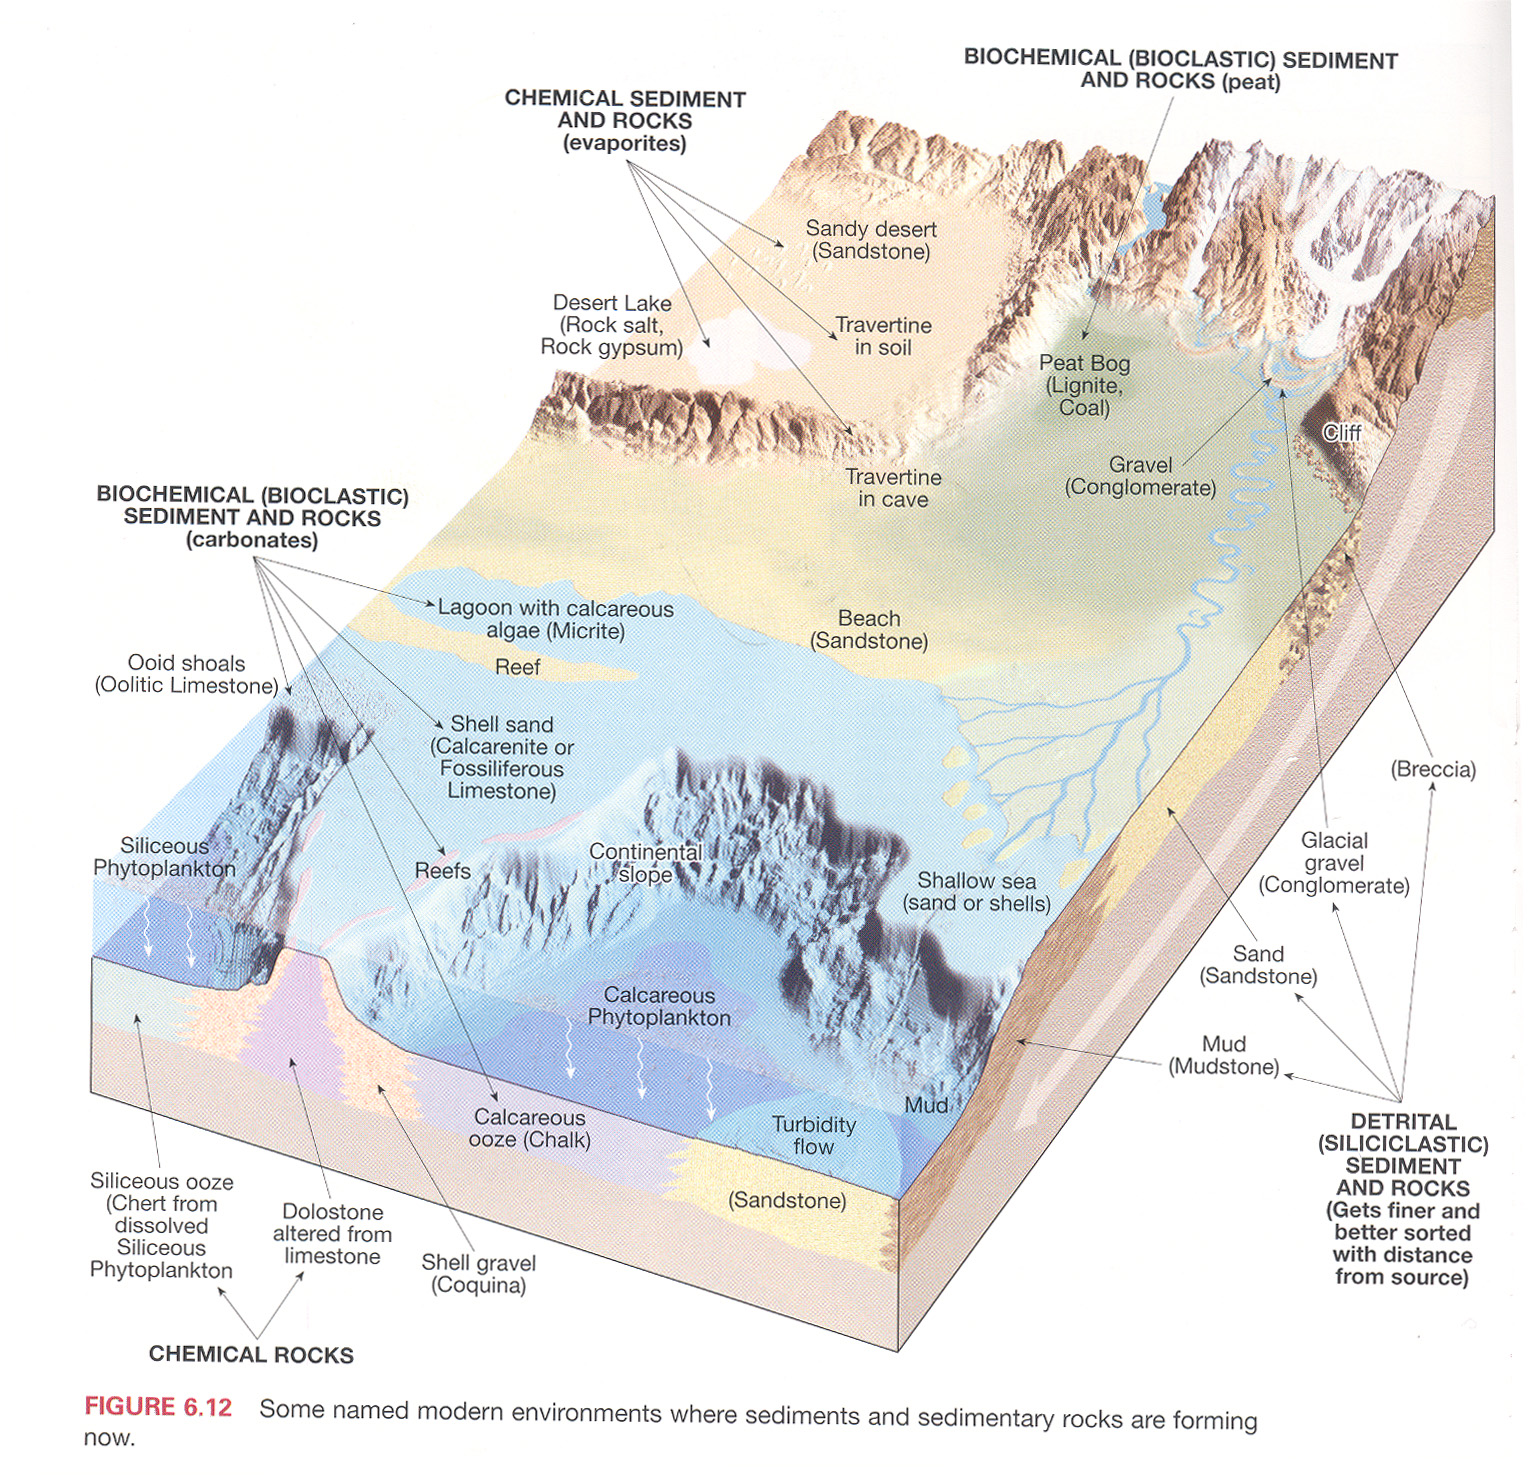 BIOCHEMICAL (BIOCLASTIC) SEDIMENT
AND ROCKS (peat)
CHEMICAL SEDIMENT
AND ROCKS
(evaporites)
Sandy desert
(Sandstone)
Desert Lake
(Rock salt,
Rock gypsum)
Travertine
in soil
Peat Bog
(Lignite,
Coal)
Cliff
Gravel
(Conglomerate)
Travertine
in cave
BIOCHEMICAL (BIOCLASTIC)
SEDIMENT AND ROCKS
(carbonates)
Lagoon with calcareous
algae (Micrite)
Beach
(Sandstone)
Reef
Ooid shoals
(Oolitic Limestone)
Shell sand
(Calcarenite or
Fossiliferous
Limestone)
(Breccia)
Siliceous
Phytoplankton
Reefs
Continental
slope
Shallow sea
(sand or shells)
Glacial
gravel
(Conglomerate)
Sand
(Sandstone)
Calcareous
Phytoplankton
Mud
(Mudstone)
Mud
Calcareous
ooze (Chalk)
Turbidity
flow
(Sandstone)
DETRITAL
(SILICICLASTIC)
SEDIMENT
AND ROCKS
(Gets finer and
better sorted
with distance
from source)
Siliceous ooze
(Chert from
dissolved
Siliceous
Phytoplankton
Dolostone
altered from
limestone
Shell gravel
(Coquina)
CHEMICAL ROCKS
FIGURE 6.12 Some named modern environments where sediments and sedimentary rocks are forming
now.